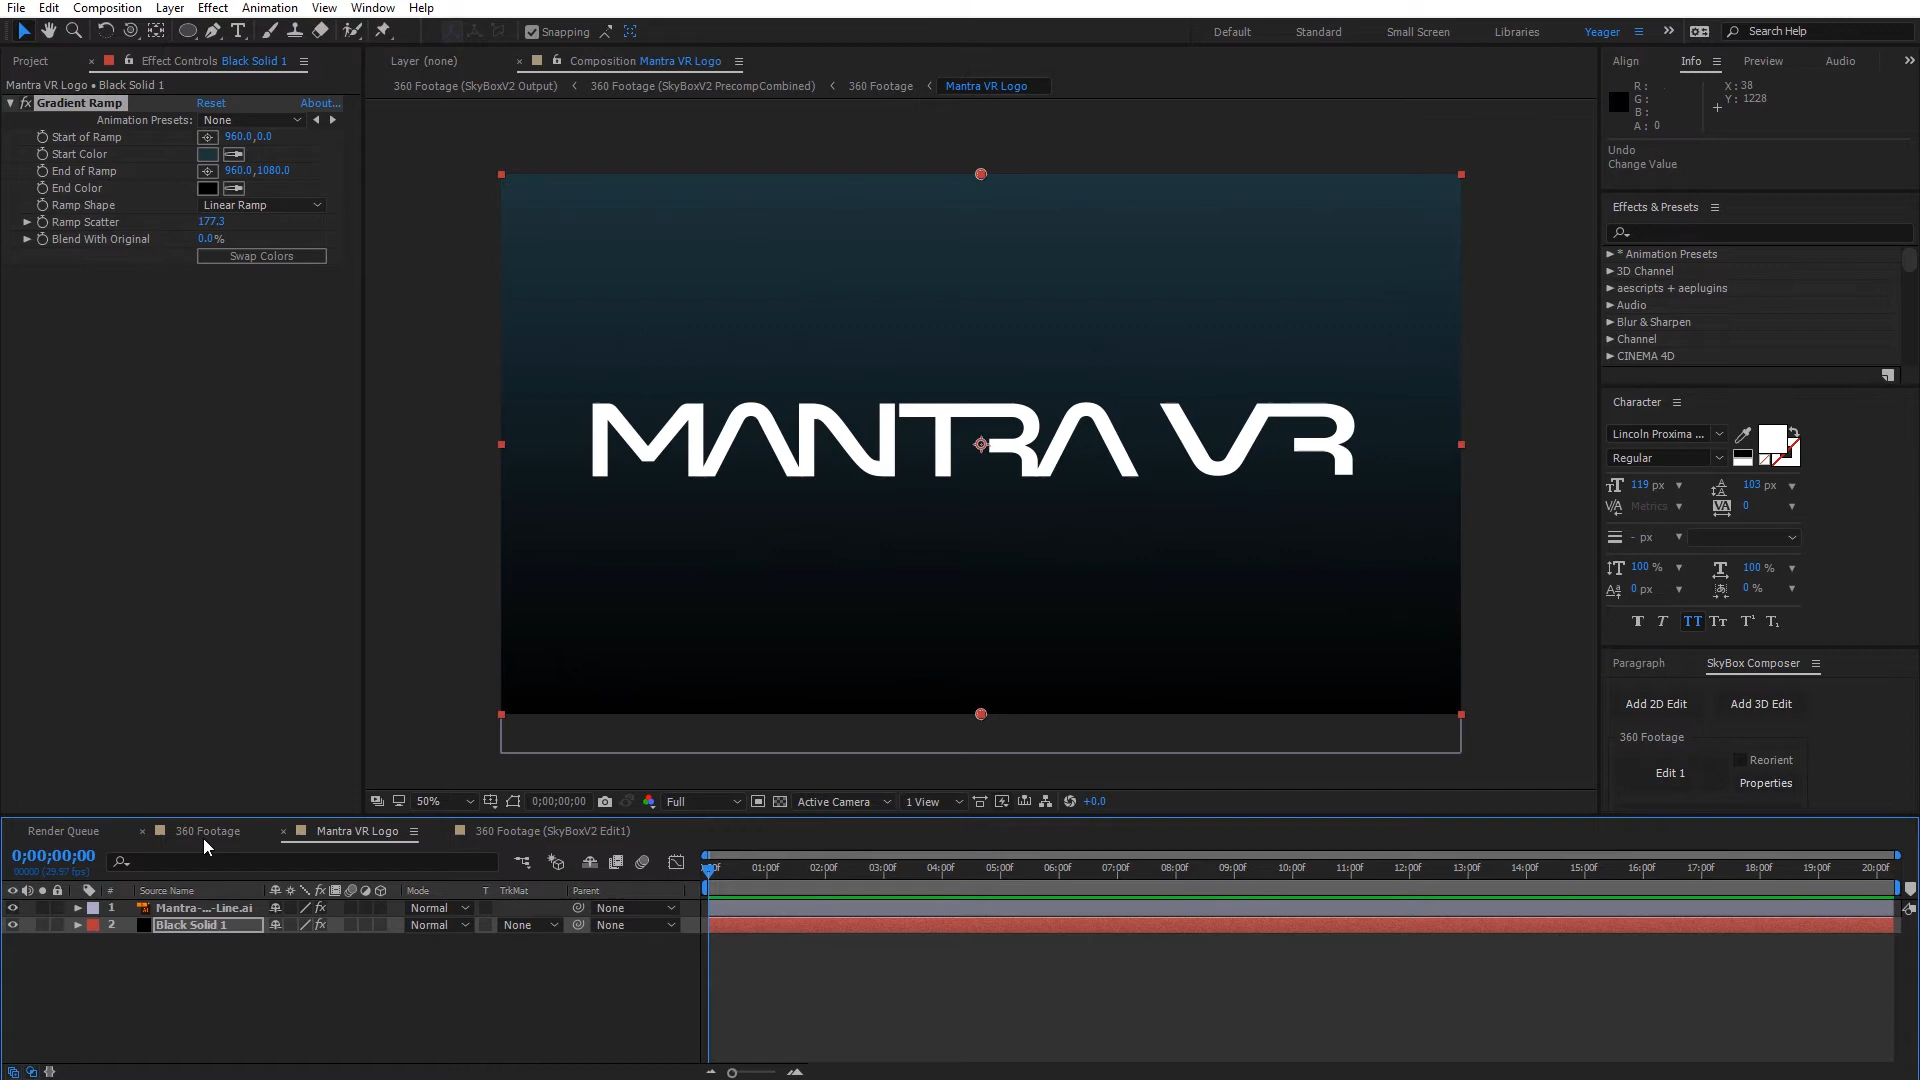 File Edit Composition Layer Effect Animation View Window Help
Snapping Default Standard Small Screen Libraries Yeager Search Help
Project Effect Controls Black Solid 1
Mantra VR Logo • Black Solid 1
fx Gradient Ramp Reset About...
Animation Presets: None
Start of Ramp 960.0,0.0
Start Color
End of Ramp 960.0,1080.0
End Color
Ramp Shape Linear Ramp
Ramp Scatter 177.3
Blend With Original 0.0%
Swap Colors
Layer (none) Composition Mantra VR Logo
360 Footage (SkyBoxV2 Output) 360 Footage (SkyBoxV2 PrecompCombined) 360 Footage Mantra VR Logo
MANTRA VR
50% 0;00;00;00 Full Active Camera 1 View +0.0
Align Info Preview Audio
R: X: 38
G: Y: 1228
B:
A: 0
Undo
Change Value
Effects & Presets
* Animation Presets
3D Channel
aescripts + aeplugins
Audio
Blur & Sharpen
Channel
CINEMA 4D
Character
Lincoln Proxima ...
Regular
119 px 103 px
Metrics 0
- px
100 % 100 %
0 px 0 %
T T TT Tт T¹ T₁
Paragraph SkyBox Composer
Add 2D Edit Add 3D Edit
360 Footage
Reorient
Edit 1
Properties
Render Queue 360 Footage Mantra VR Logo 360 Footage (SkyBoxV2 Edit1)
0;00;00;00
00000 (29.97 fps)
01:00f 02:00f 03:00f 04:00f 05:00f 06:00f 07:00f 08:00f 09:00f 10:00f 11:00f 12:00f 13:00f 14:00f 15:00f 16:00f 17:00f 18:00f 19:00f 20:00f
# Source Name fx Mode T TrkMat Parent
1 Mantra-...-Line.ai fx Normal None
2 Black Solid 1 fx Normal None None